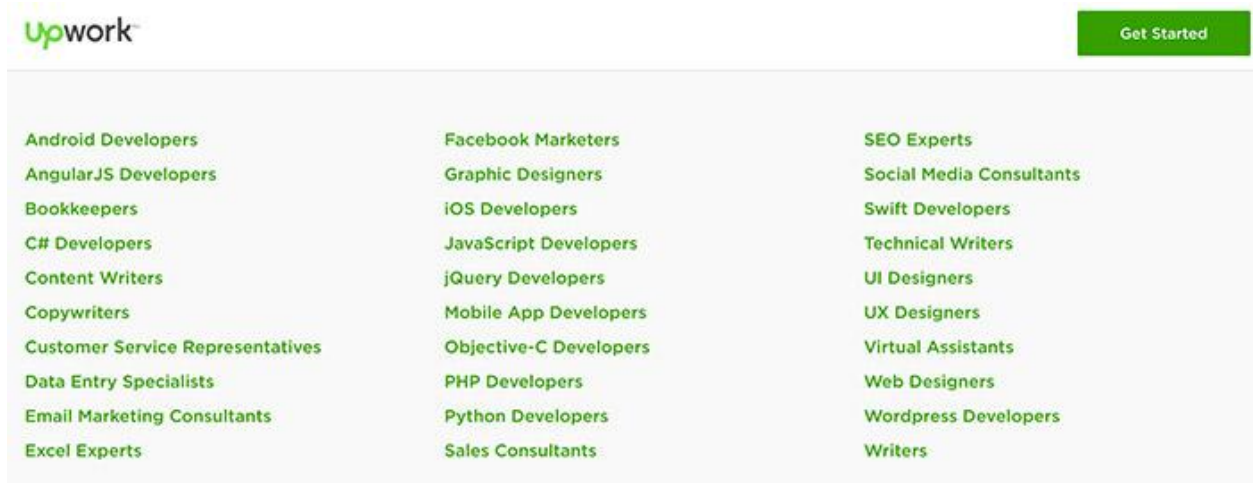 Upwork
Get Started
Android Developers
AngularJS Developers
Bookkeepers
C# Developers
Content Writers
Copywriters
Customer Service Representatives
Data Entry Specialists
Email Marketing Consultants
Excel Experts
Facebook Marketers
Graphic Designers
iOS Developers
JavaScript Developers
jQuery Developers
Mobile App Developers
Objective-C Developers
PHP Developers
Python Developers
Sales Consultants
SEO Experts
Social Media Consultants
Swift Developers
Technical Writers
UI Designers
UX Designers
Virtual Assistants
Web Designers
Wordpress Developers
Writers